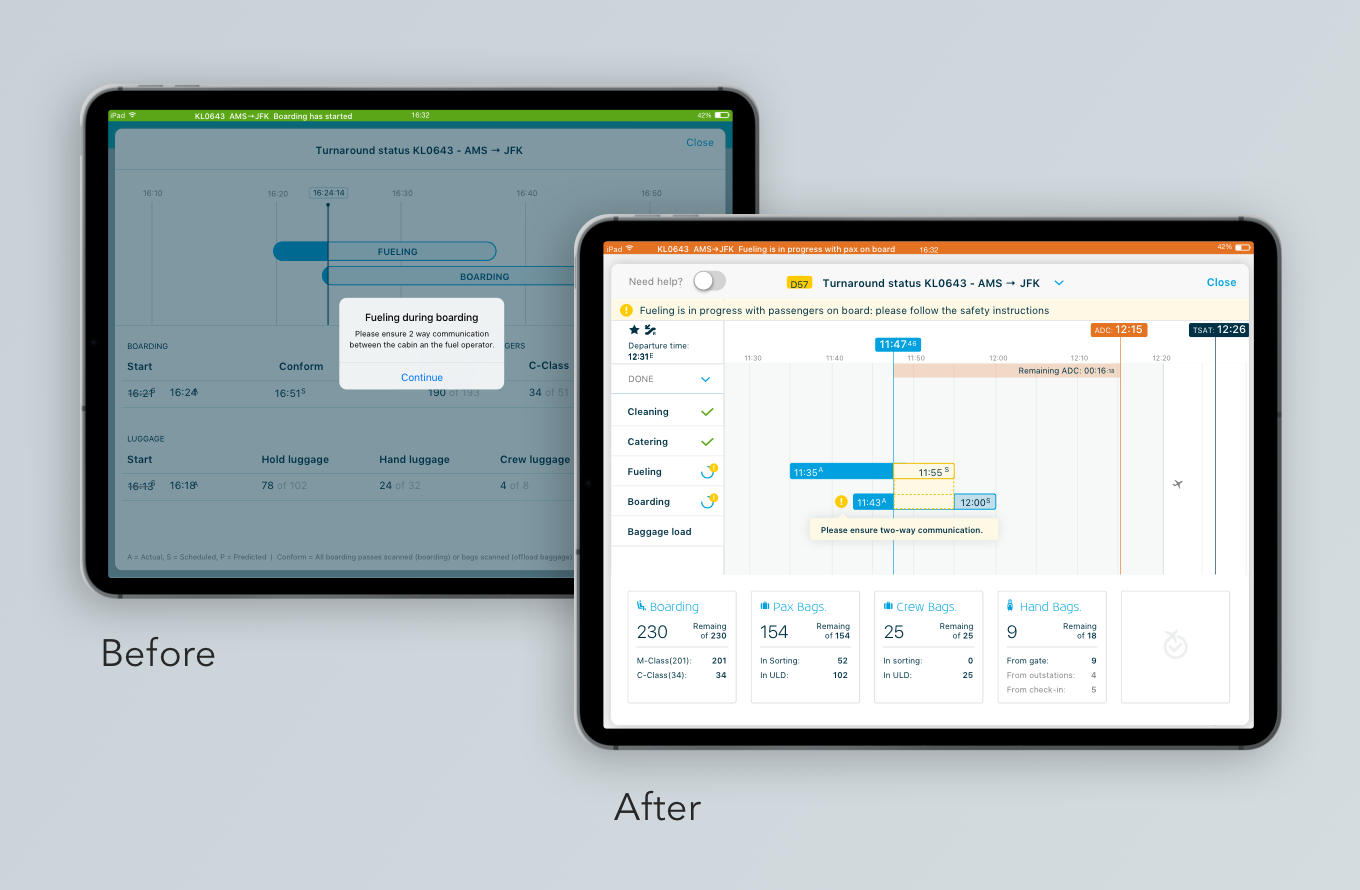 iPad KL0643 AMS→JFK Boarding has started 16:32 42%
Turnaround status KL0643 - AMS → JFK Close
16:10 16:20 16:24:14 16:30 16:40 16:50
FUELING
BOARDING
Fueling during boarding
Please ensure 2 way communication
between the cabin an the fuel operator.
Continue
BOARDING GERS
Start Conform C-Class
16:21S 16:24A 16:51S 190 of 193 34 of 51
LUGGAGE
Start Hold luggage Hand luggage Crew luggage
16:13S 16:18A 78 of 102 24 of 32 4 of 8
A = Actual, S = Scheduled, P = Predicted | Conform = All boarding passes scanned (boarding) or bags scanned (offload baggage)
Before
iPad KL0643 AMS→JFK Fueling is in progress with pax on board 16:32 42%
Need help? D57 Turnaround status KL0643 - AMS → JFK Close
! Fueling is in progress with passengers on board: please follow the safety instructions
ADC: 12:15 TSAT: 12:26
Departure time:
12:31E
11:47 46
11:30 11:40 11:50 12:00 12:10 12:20
Remaining ADC: 00:16:18
DONE
Cleaning
Catering
Fueling ! 11:35A 11:55 S
Boarding ! ! 11:43A 12:00S
Please ensure two-way communication.
Baggage load
Boarding
230 Remaing
of 230
M-Class(201): 201
C-Class(34): 34
Pax Bags.
154 Remaing
of 154
In Sorting: 52
In ULD: 102
Crew Bags.
25 Remaing
of 25
In sorting: 0
In ULD: 25
Hand Bags.
9 Remaing
of 18
From gate: 9
From outstations: 4
From check-in: 5
After